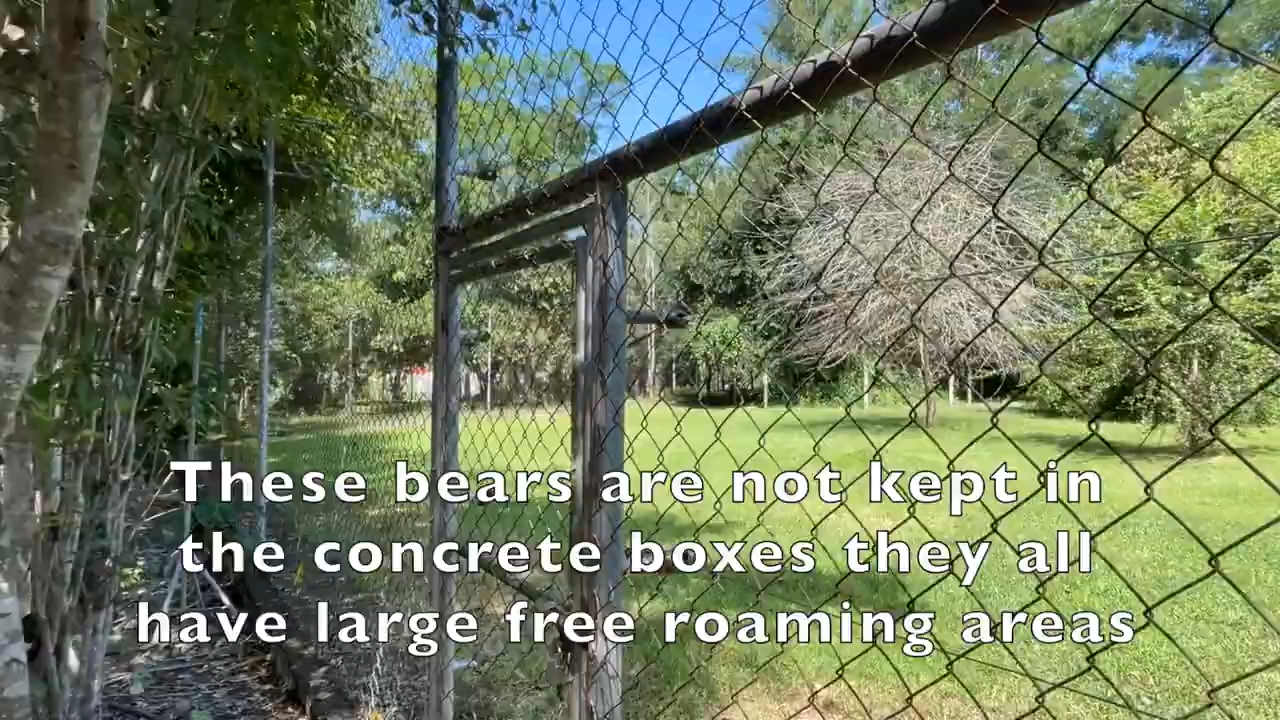 These bears are not kept in
the concrete boxes they all
have large free roaming areas